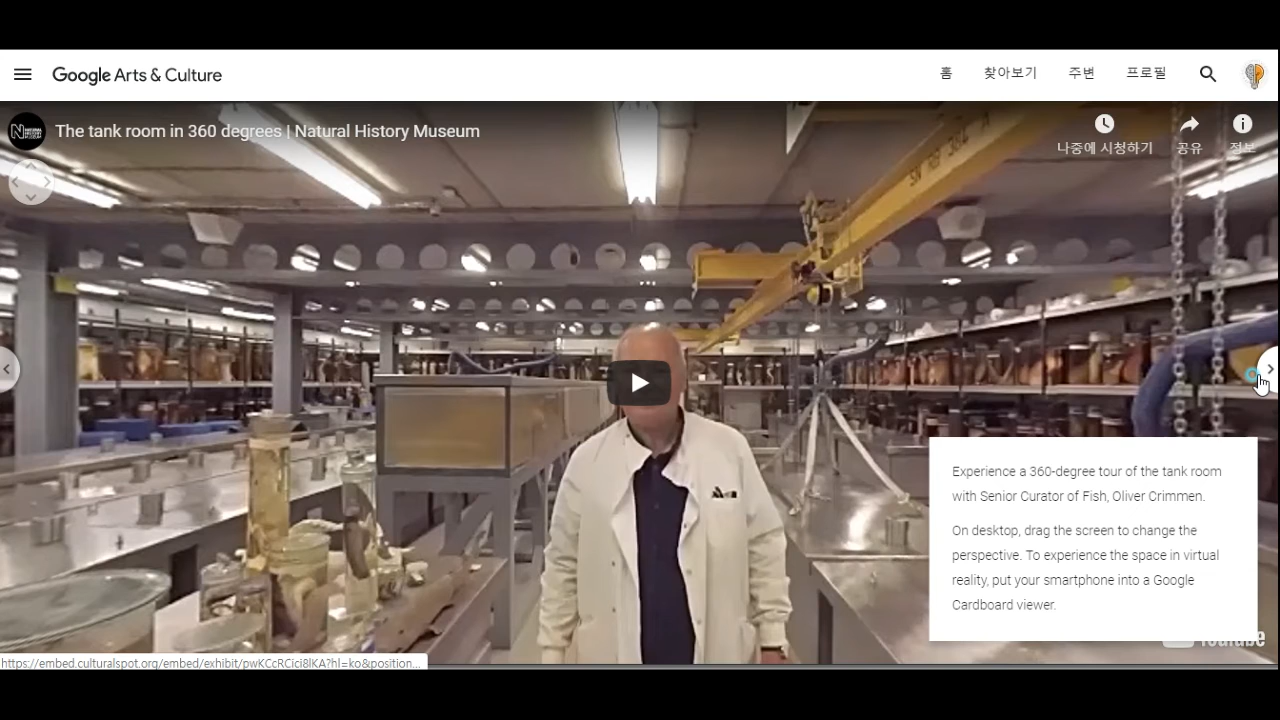 Google Arts & Culture
홈 찾아보기 주변 프로필
The tank room in 360 degrees | Natural History Museum
나중에 시청하기 공유 정보
SN RB 384 A
Experience a 360-degree tour of the tank room
with Senior Curator of Fish, Oliver Crimmen.
On desktop, drag the screen to change the
perspective. To experience the space in virtual
reality, put your smartphone into a Google
Cardboard viewer.
YouTube
https://embed.culturalspot.org/embed/exhibit/pwKCcRCici8lKA?hl=ko&position...